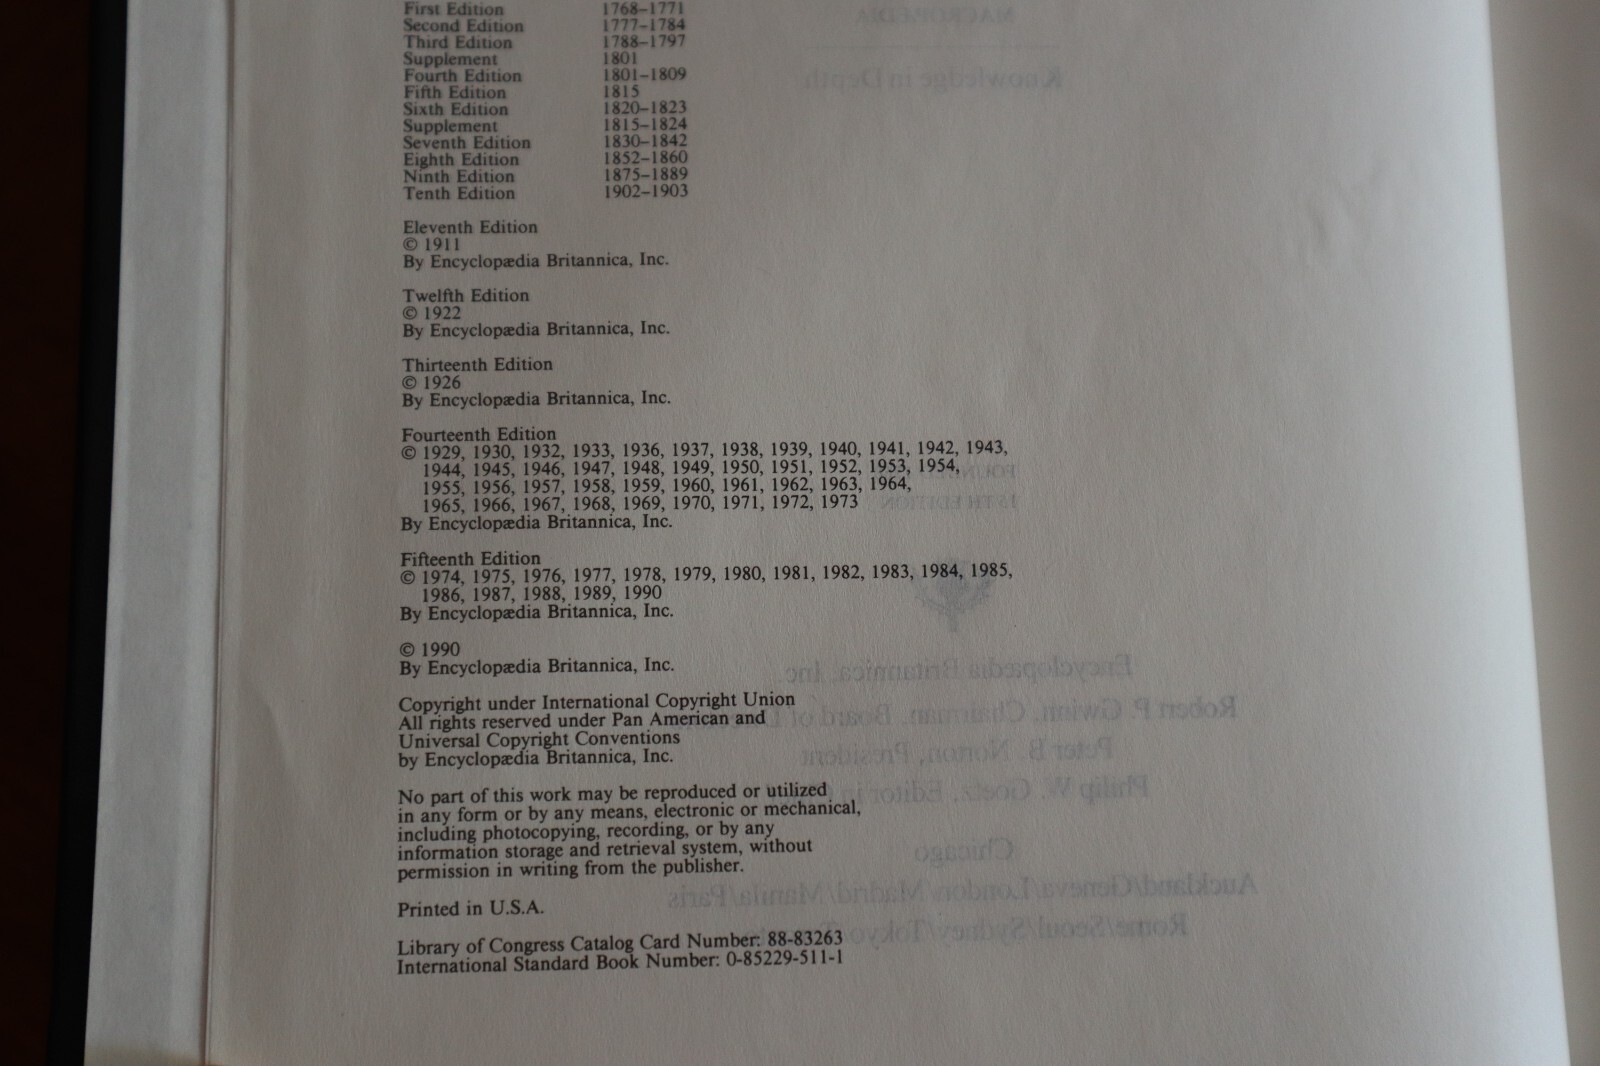 First Edition 1768–1771
Second Edition 1777–1784
Third Edition 1788–1797
Supplement 1801
Fourth Edition 1801–1809
Fifth Edition 1815
Sixth Edition 1820–1823
Supplement 1815–1824
Seventh Edition 1830–1842
Eighth Edition 1852–1860
Ninth Edition 1875–1889
Tenth Edition 1902–1903
Eleventh Edition
© 1911
By Encyclopædia Britannica, Inc.
Twelfth Edition
© 1922
By Encyclopædia Britannica, Inc.
Thirteenth Edition
© 1926
By Encyclopædia Britannica, Inc.
Fourteenth Edition
© 1929, 1930, 1932, 1933, 1936, 1937, 1938, 1939, 1940, 1941, 1942, 1943,
1944, 1945, 1946, 1947, 1948, 1949, 1950, 1951, 1952, 1953, 1954,
1955, 1956, 1957, 1958, 1959, 1960, 1961, 1962, 1963, 1964,
1965, 1966, 1967, 1968, 1969, 1970, 1971, 1972, 1973
By Encyclopædia Britannica, Inc.
Fifteenth Edition
© 1974, 1975, 1976, 1977, 1978, 1979, 1980, 1981, 1982, 1983, 1984, 1985,
1986, 1987, 1988, 1989, 1990
By Encyclopædia Britannica, Inc.
© 1990
By Encyclopædia Britannica, Inc.
Copyright under International Copyright Union
All rights reserved under Pan American and
Universal Copyright Conventions
by Encyclopædia Britannica, Inc.
No part of this work may be reproduced or utilized
in any form or by any means, electronic or mechanical,
including photocopying, recording, or by any
information storage and retrieval system, without
permission in writing from the publisher.
Printed in U.S.A.
Library of Congress Catalog Card Number: 88-83263
International Standard Book Number: 0-85229-511-1